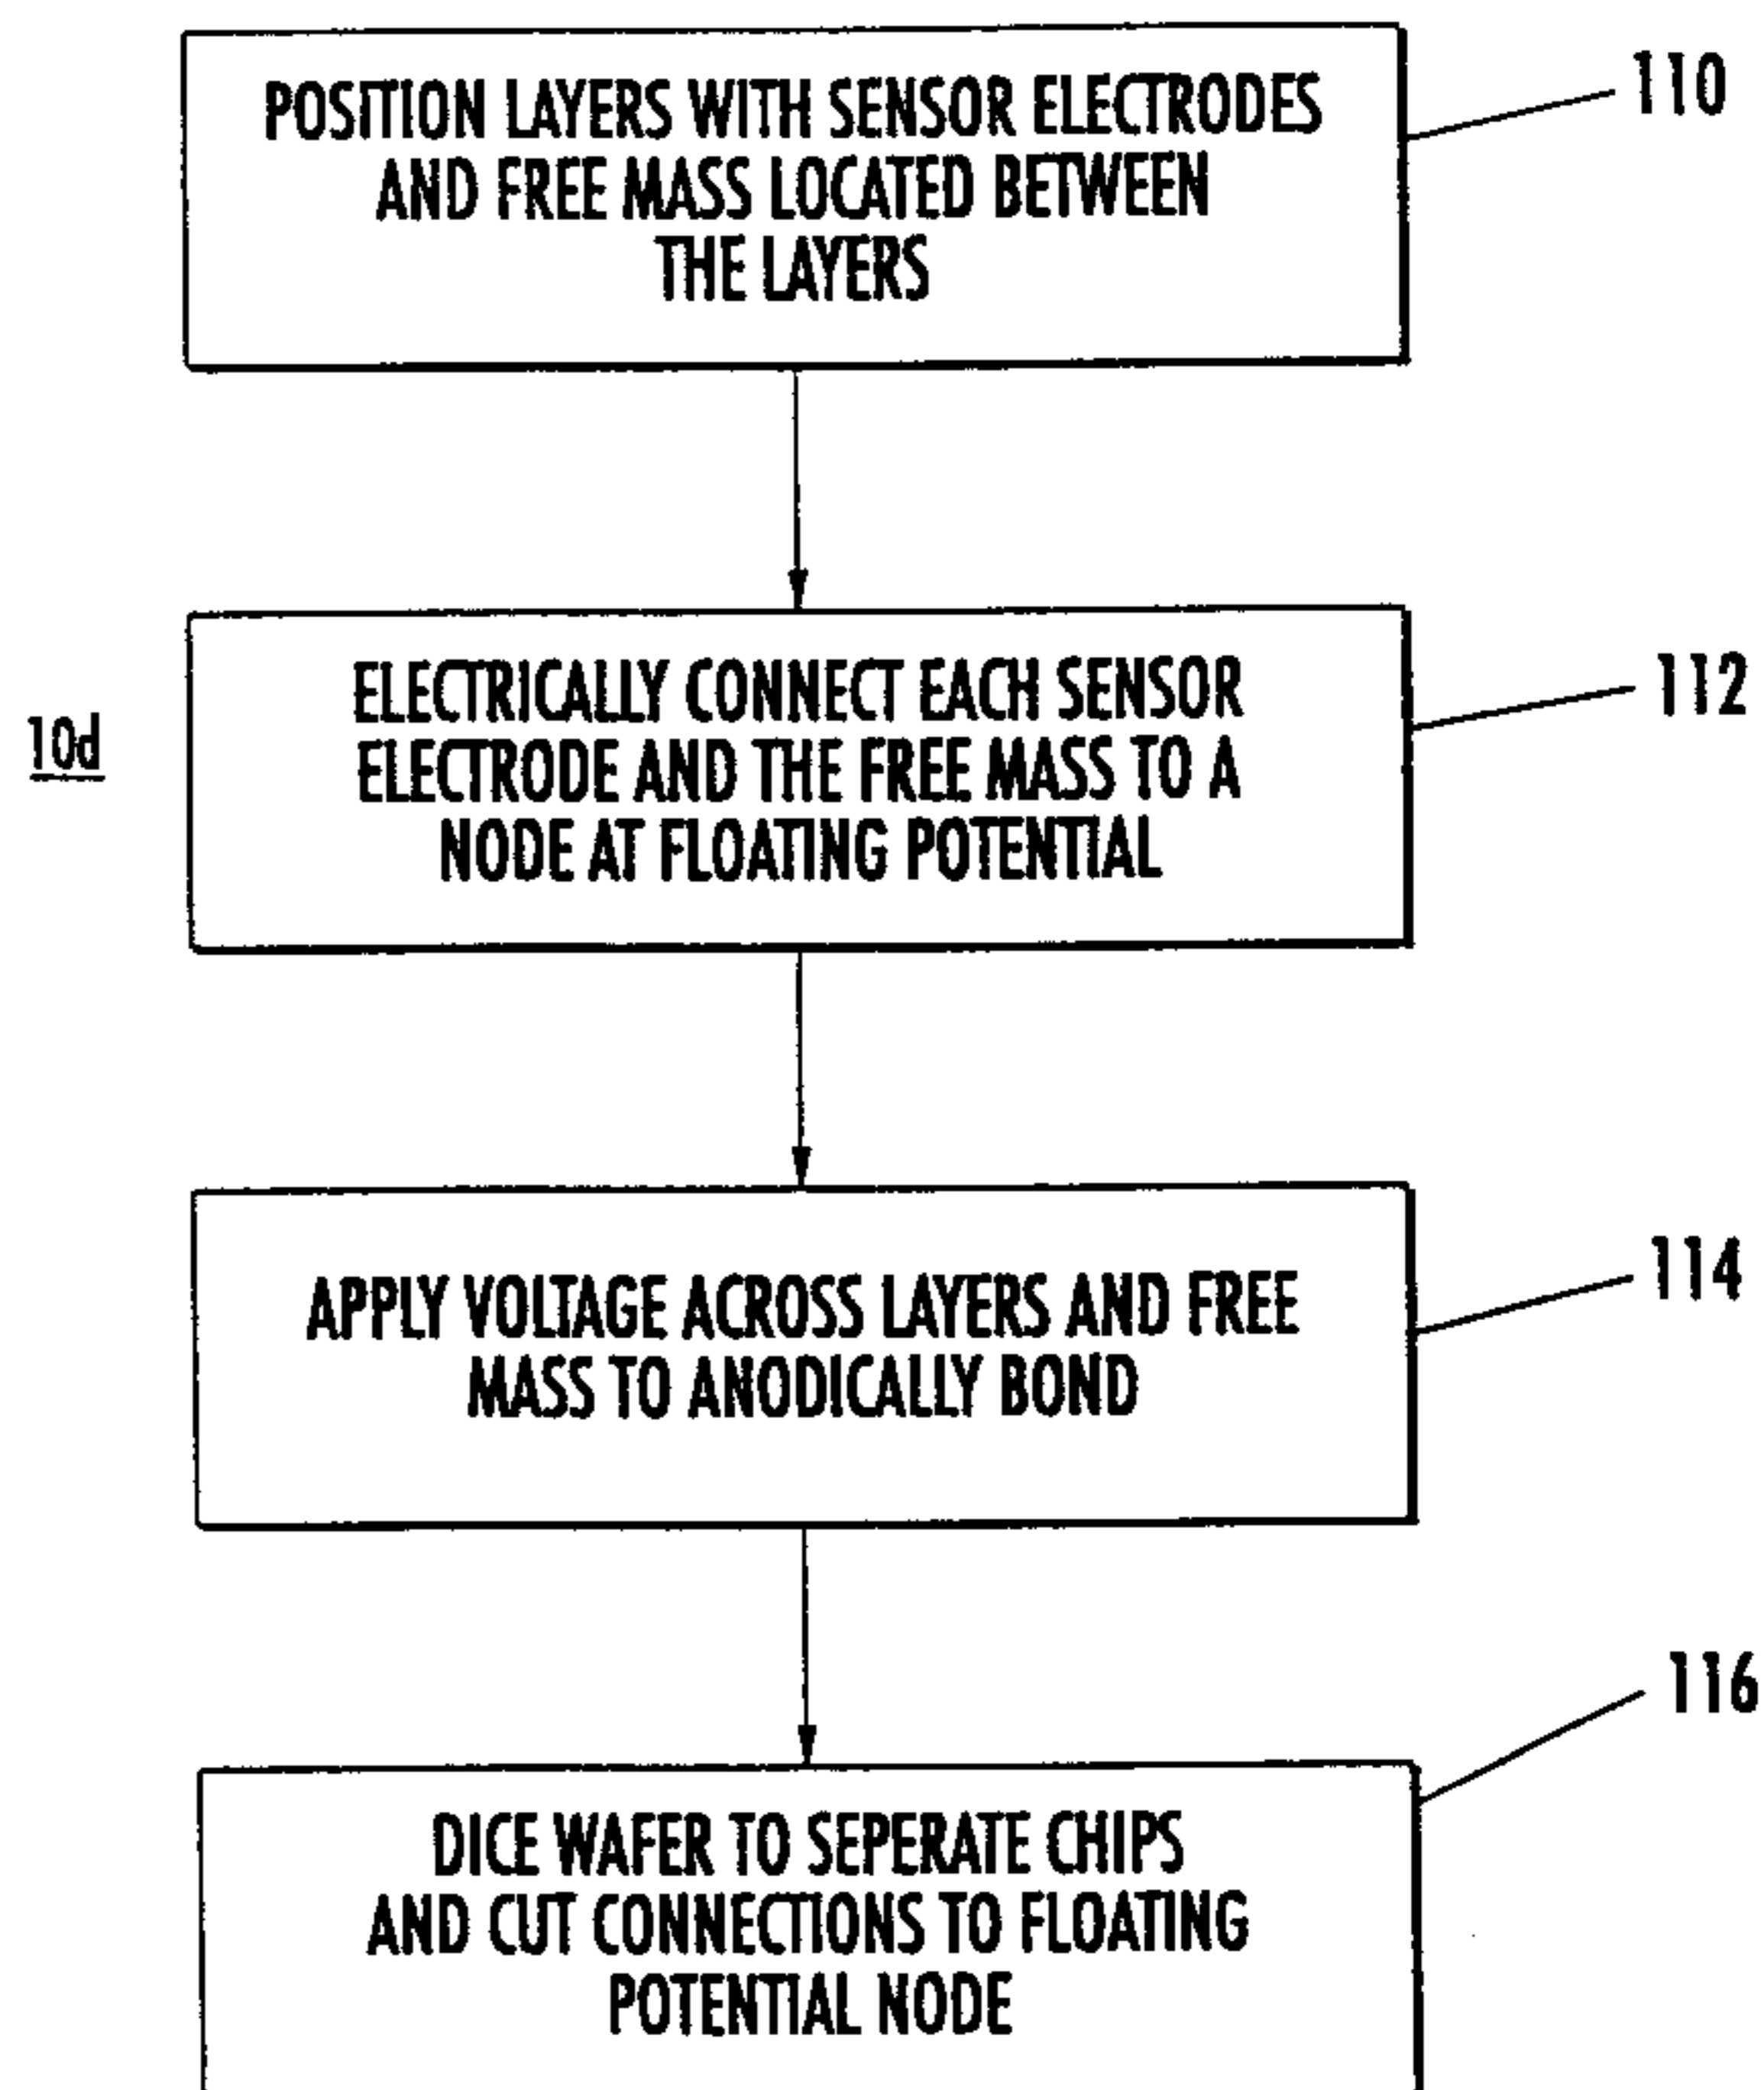 POSITION LAYERS WITH SENSOR ELECTRODES
AND FREE MASS LOCATED BETWEEN
THE LAYERS
110
ELECTRICALLY CONNECT EACH SENSOR
ELECTRODE AND THE FREE MASS TO A
NODE AT FLOATING POTENTIAL
112
10d
APPLY VOLTAGE ACROSS LAYERS AND FREE
MASS TO ANODICALLY BOND
114
DICE WAFER TO SEPERATE CHIPS
AND CUT CONNECTIONS TO FLOATING
POTENTIAL NODE
116